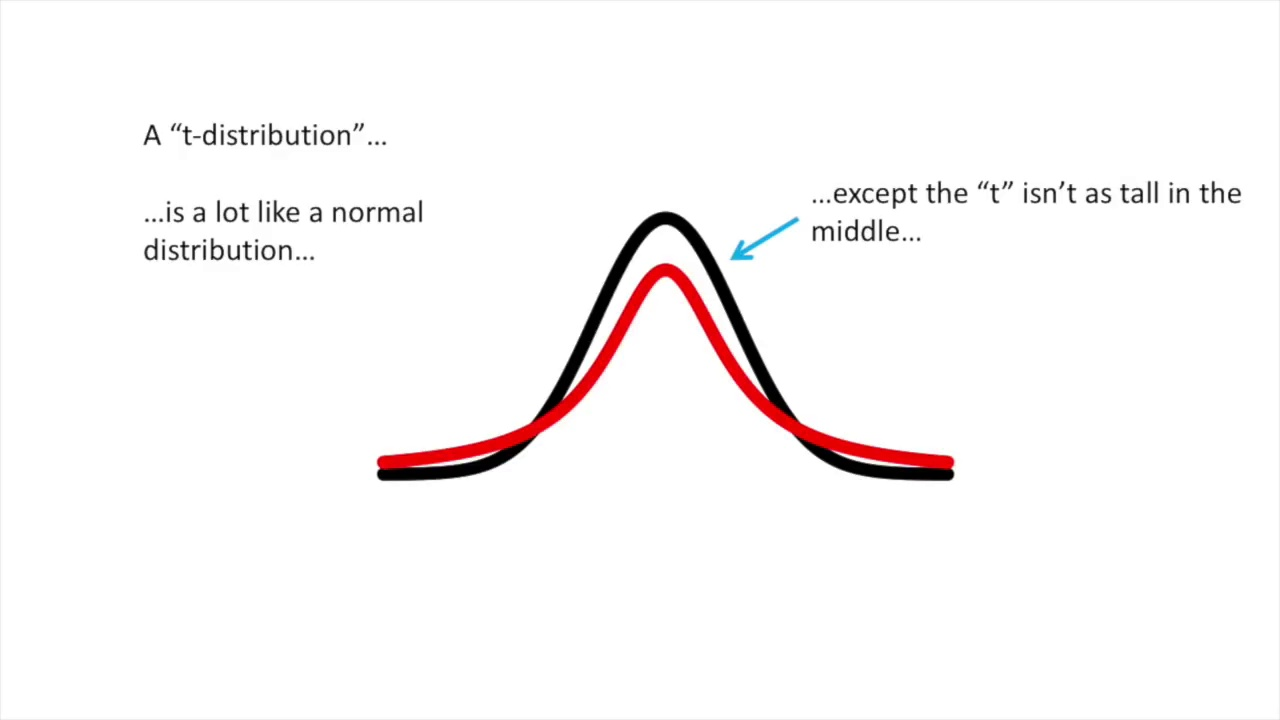 A “t-distribution”…
…is a lot like a normal
distribution…
…except the “t” isn’t as tall in the
middle…